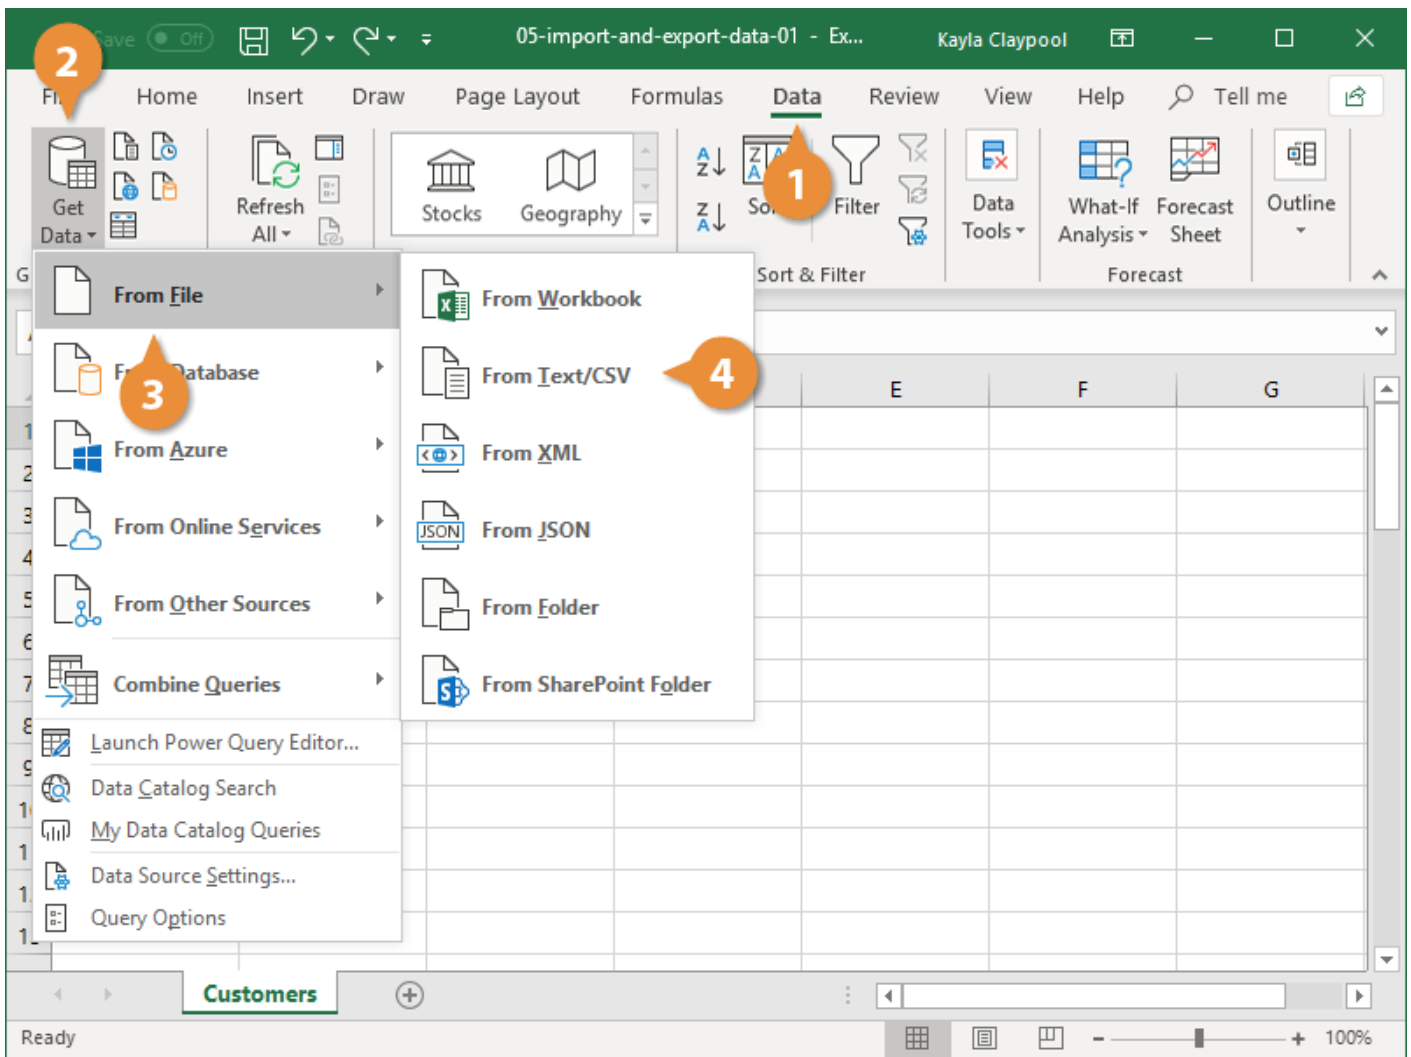 2
Save Off 05-import-and-export-data-01 - Ex... Kayla Claypool
Home Insert Draw Page Layout Formulas Data Review View Help Tell me
1
Get Data
Refresh All
Stocks Geography
Filter
Data Tools
What-If Analysis
Forecast Sheet
Outline
Sort & Filter
Forecast
From File
3
From Azure
From Online Services
From Other Sources
Combine Queries
Launch Power Query Editor...
Data Catalog Search
My Data Catalog Queries
Data Source Settings...
Query Options
From Workbook
From Text/CSV
4
From XML
JSON
From JSON
From Folder
From SharePoint Folder
E F G
Customers
Ready 100%